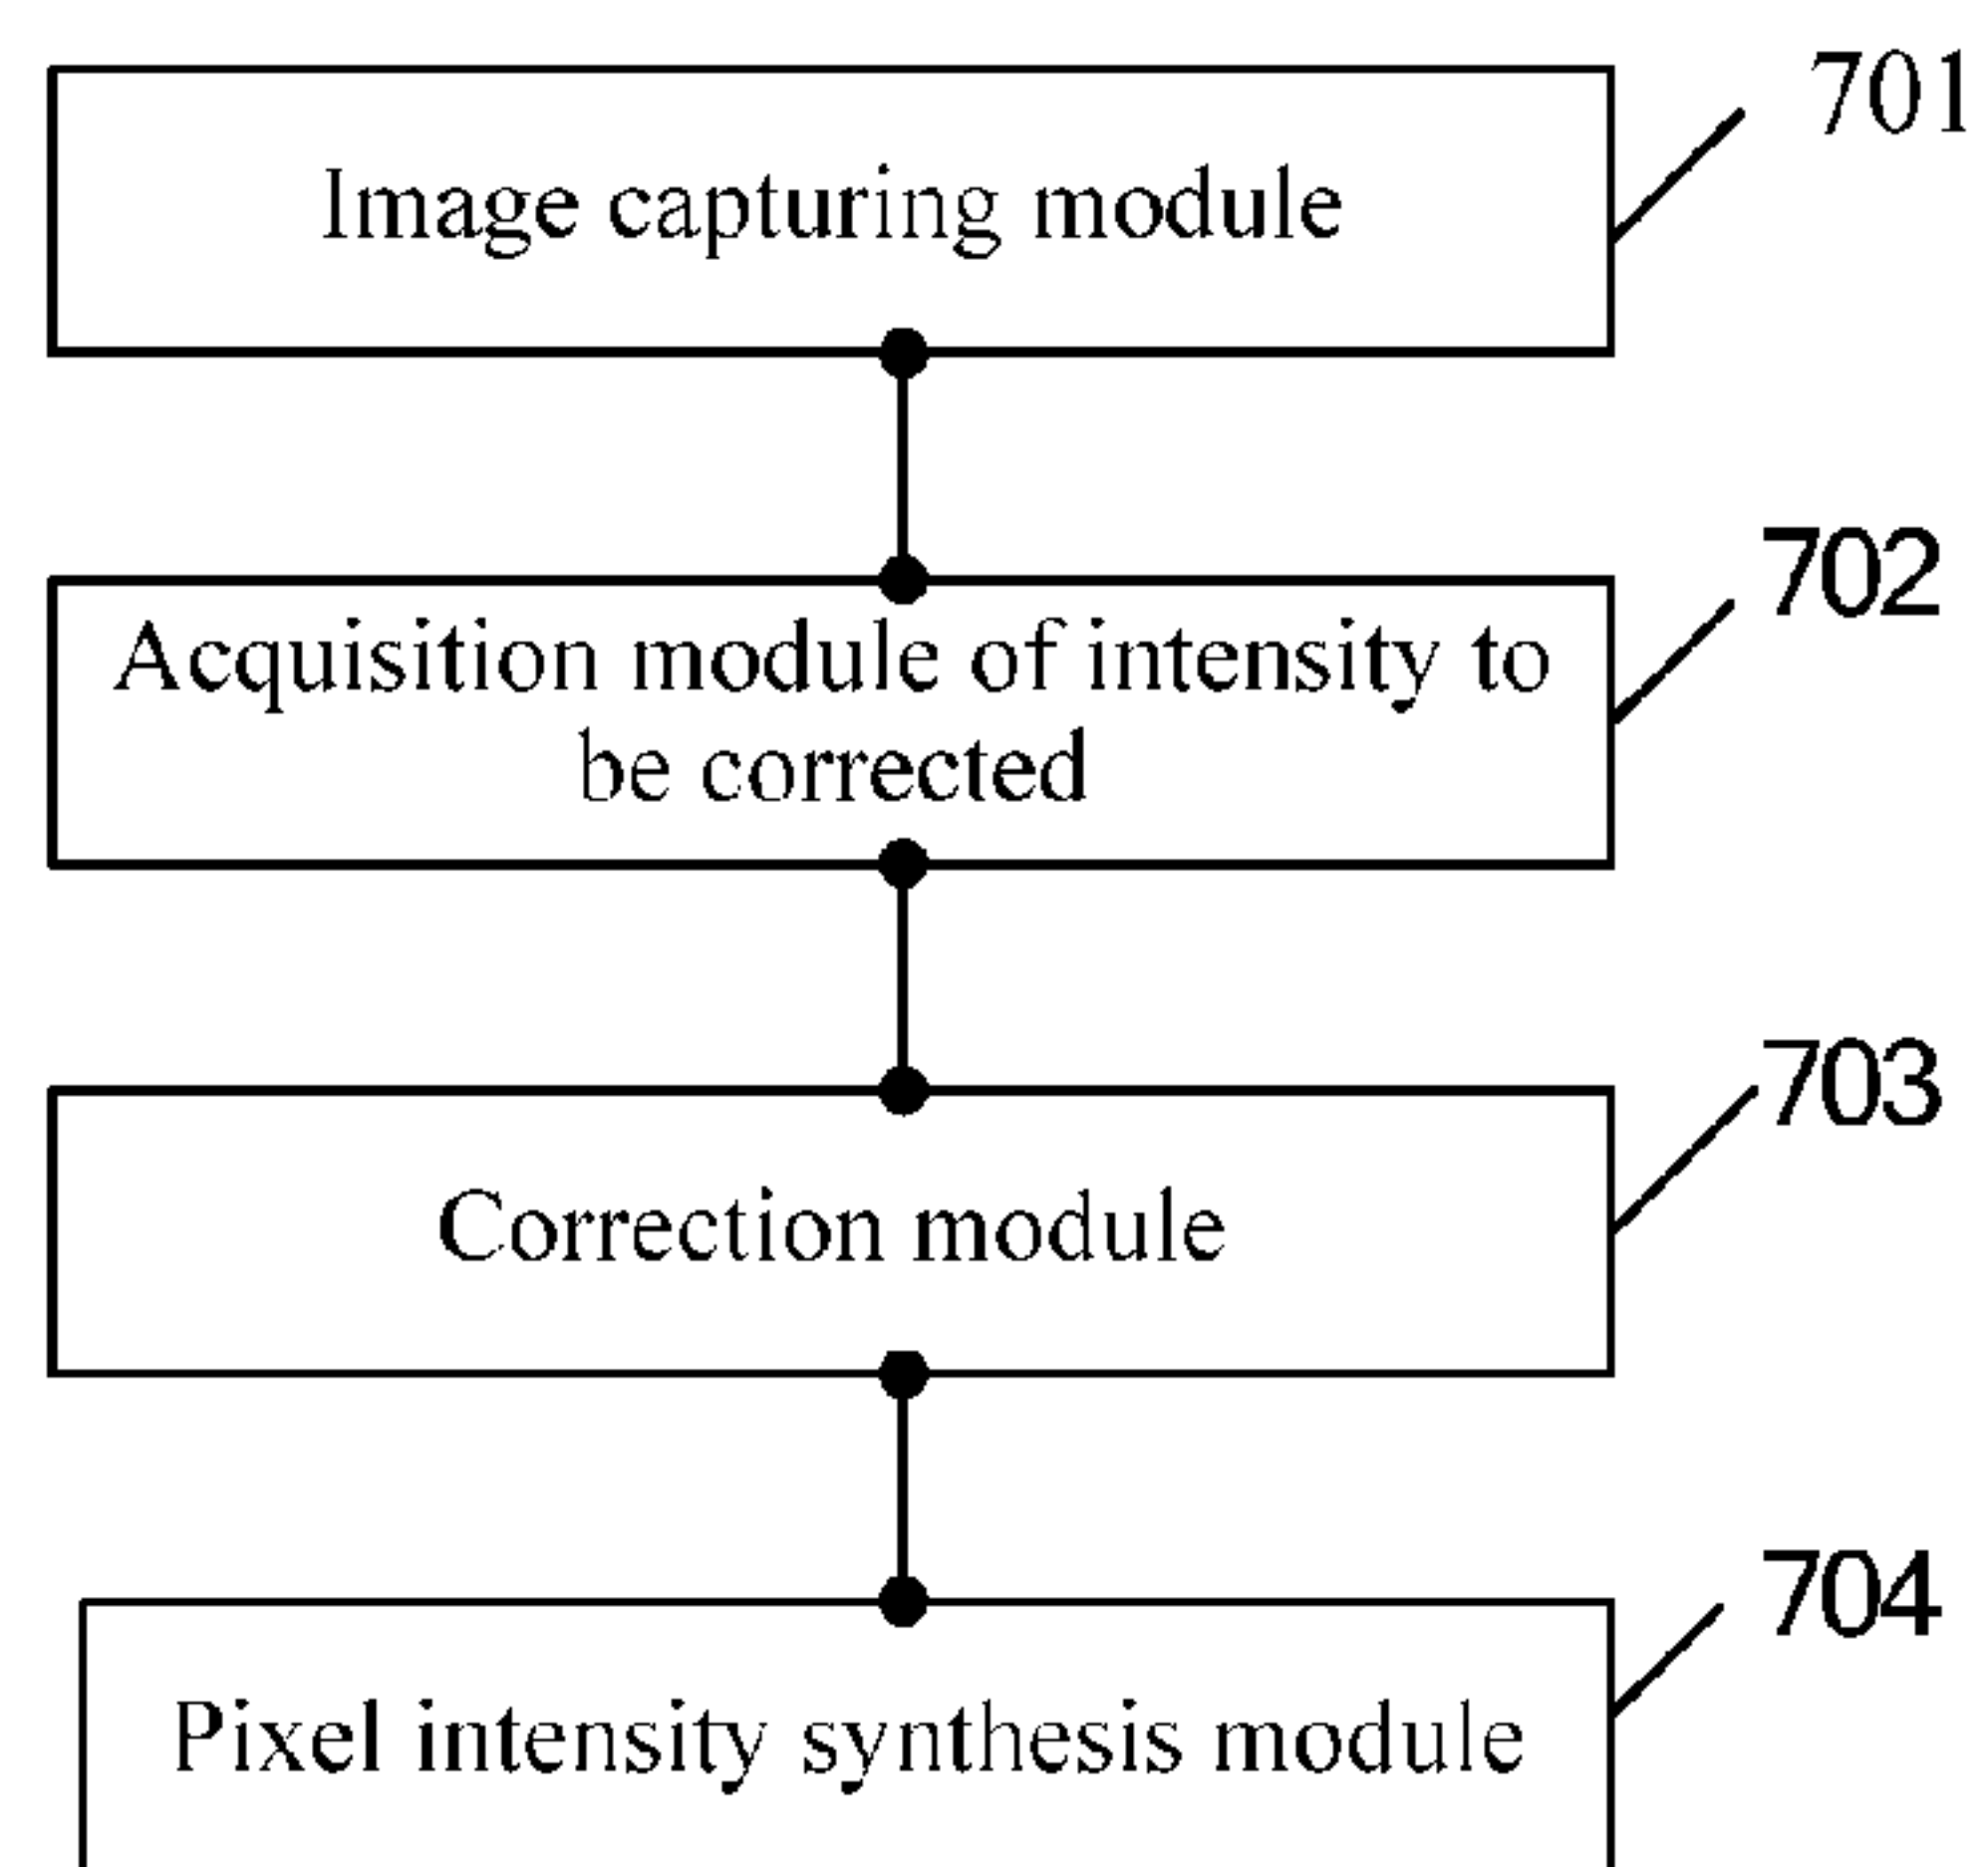 701
Image capturing module
702
Acquisition module of intensity to
be corrected
703
Correction module
704
Pixel intensity synthesis module